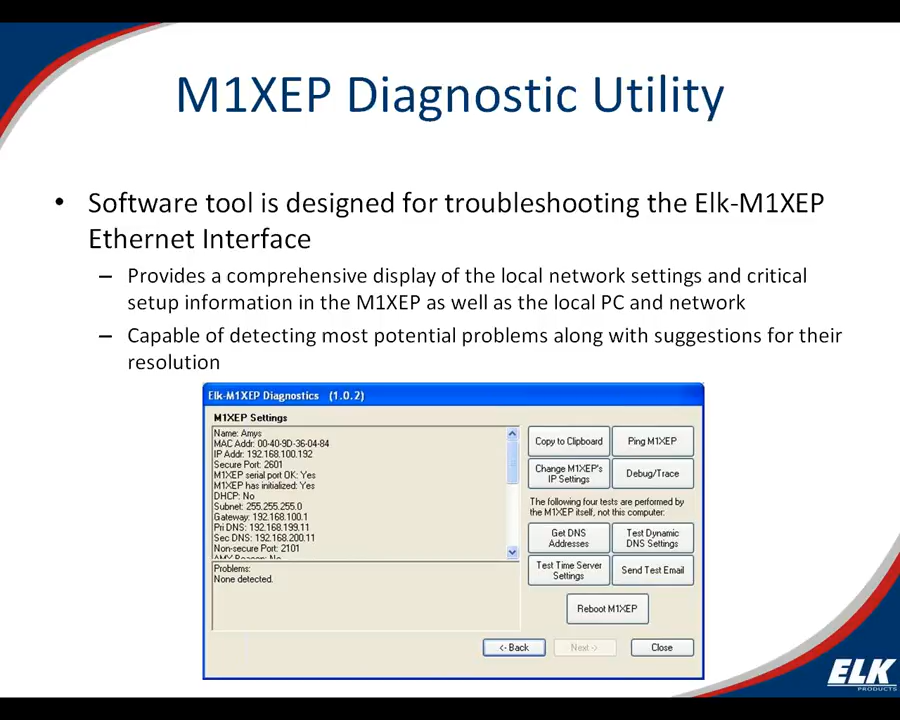 M1XEP Diagnostic Utility
• Software tool is designed for troubleshooting the Elk-M1XEP
Ethernet Interface
– Provides a comprehensive display of the local network settings and critical
setup information in the M1XEP as well as the local PC and network
– Capable of detecting most potential problems along with suggestions for their
resolution
Elk-M1XEP Diagnostics (1.0.2)
M1XEP Settings
Name: Amys
MAC Addr: 00-40-9D-36-04-84
IP Addr: 192.168.100.192
Secure Port: 2601
M1XEP serial port OK: Yes
M1XEP has initialized: Yes
DHCP: No
Subnet: 255.255.255.0
Gateway: 192.168.100.1
Pri DNS: 192.168.199.11
Sec DNS: 192.168.200.11
Non-secure Port: 2101
Problems:
None detected.
Copy to Clipboard
Ping M1XEP
Change M1XEP's
IP Settings
Debug/Trace
The following four tests are performed by
the M1XEP itself, not this computer.
Get DNS
Addresses
Test Dynamic
DNS Settings
Test Time Server
Settings
Send Test Email
Reboot M1XEP
<- Back
Next ->
Close
ELK
PRODUCTS